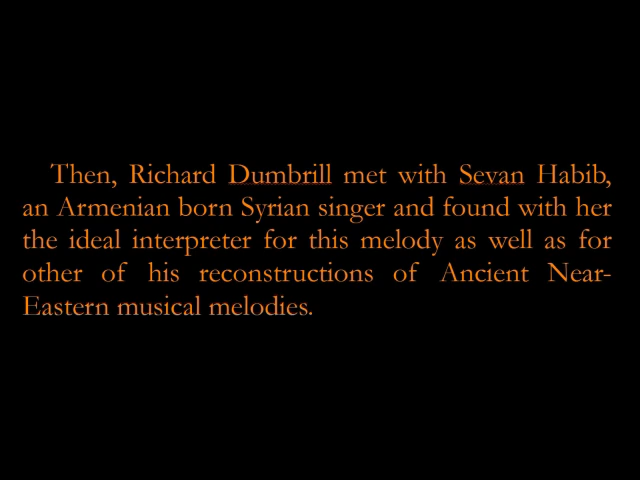 Then, Richard Dumbrill met with Sevan Habib,
an Armenian born Syrian singer and found with her
the ideal interpreter for this melody as well as for
other of his reconstructions of Ancient Near-
Eastern musical melodies.